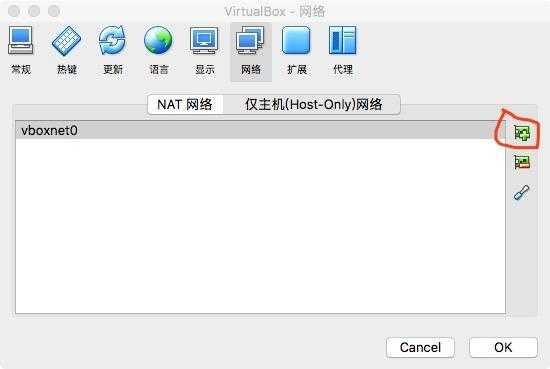 VirtualBox - 网络
常规 热键 更新 语言 显示 网络 扩展 代理
NAT 网络 仅主机(Host-Only)网络
vboxnet0
Cancel OK